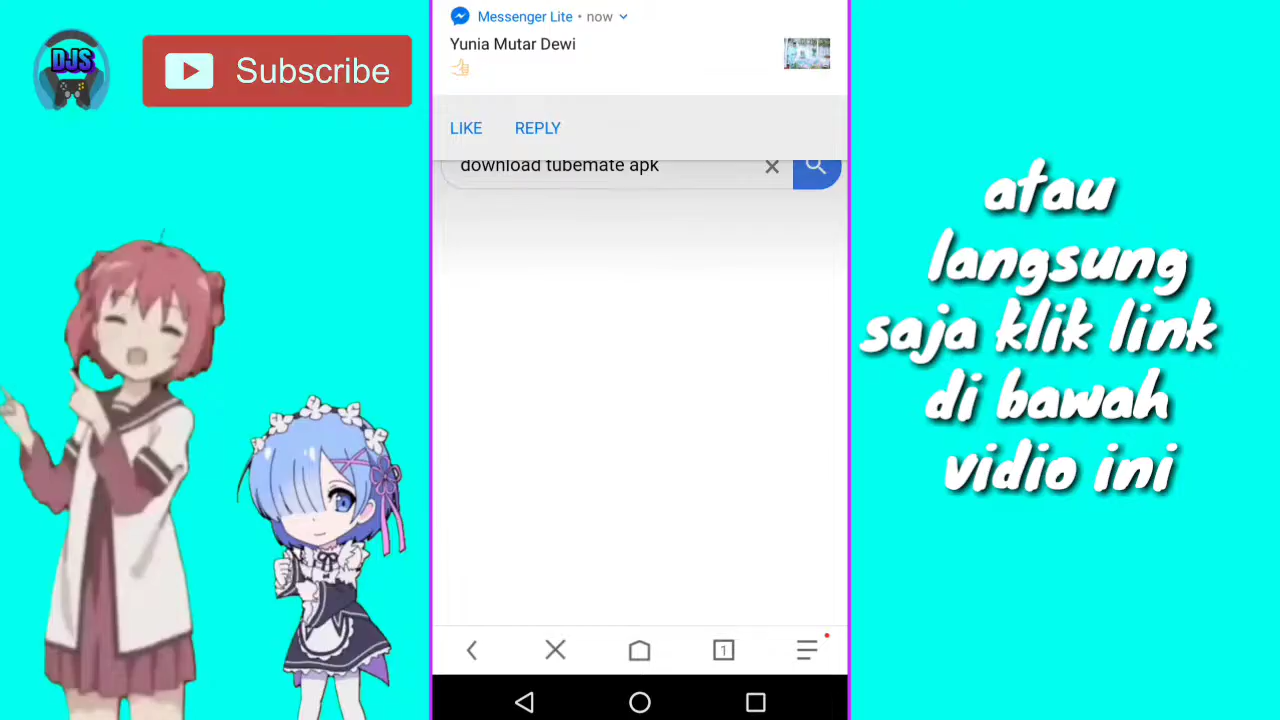 DJS
Subscribe
Messenger Lite • now
Yunia Mutar Dewi
LIKE REPLY
download tubemate apk
1
atau
langsung
saja klik link
di bawah
vidio ini